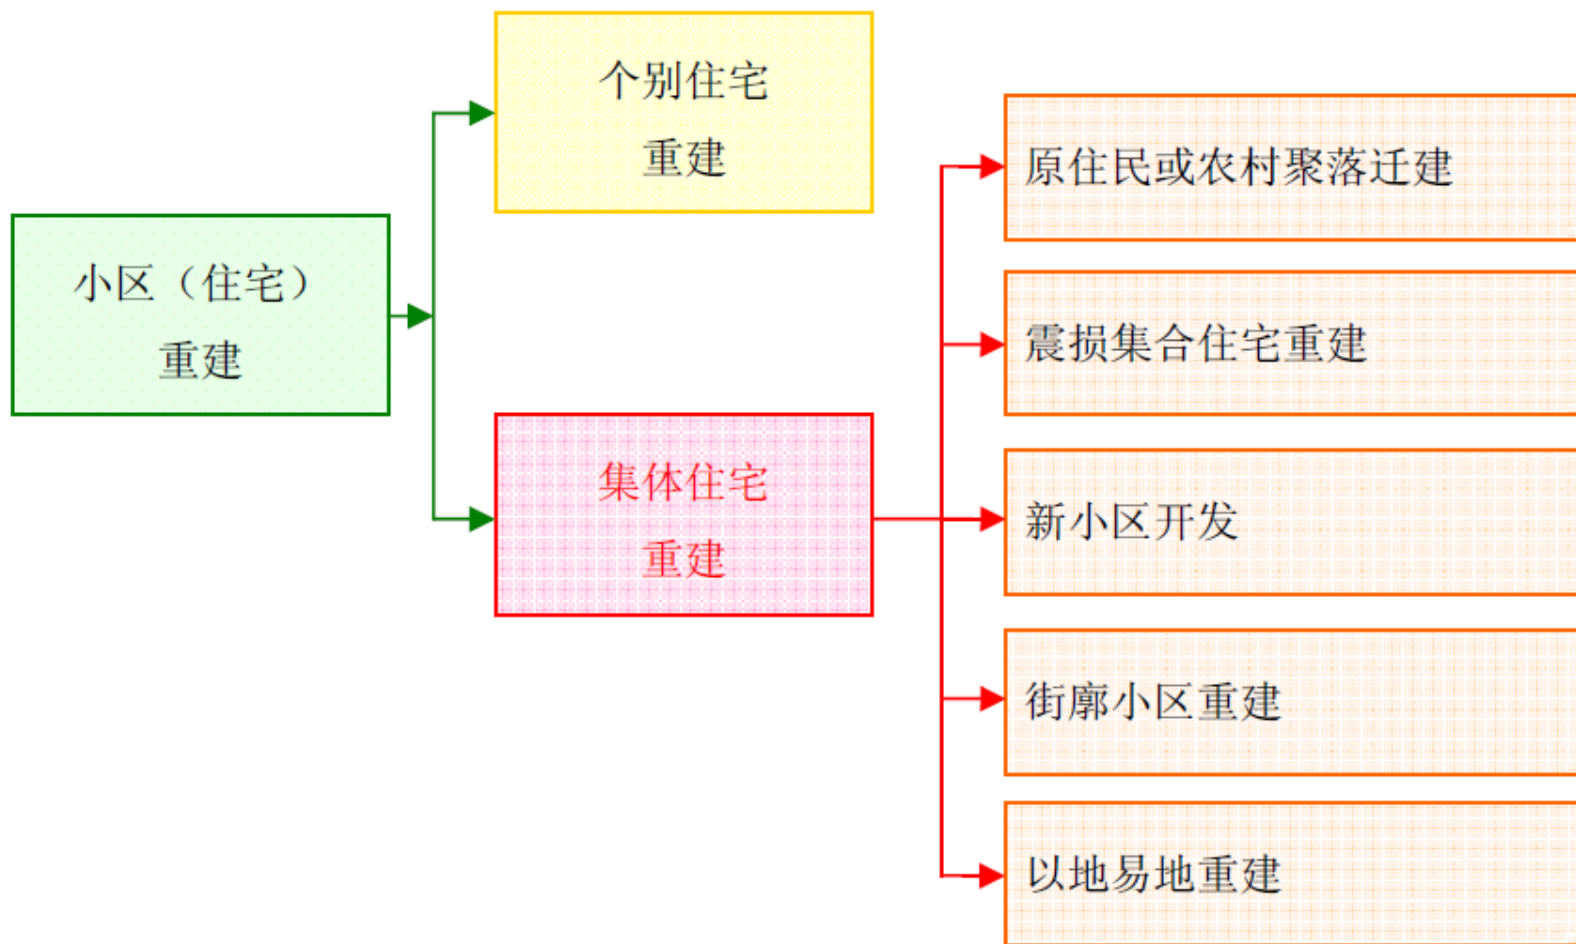 个别住宅
重建
小区（住宅）
重建
集体住宅
重建
原住民或农村聚落迁建
震损集合住宅重建
新小区开发
街廓小区重建
以地易地重建